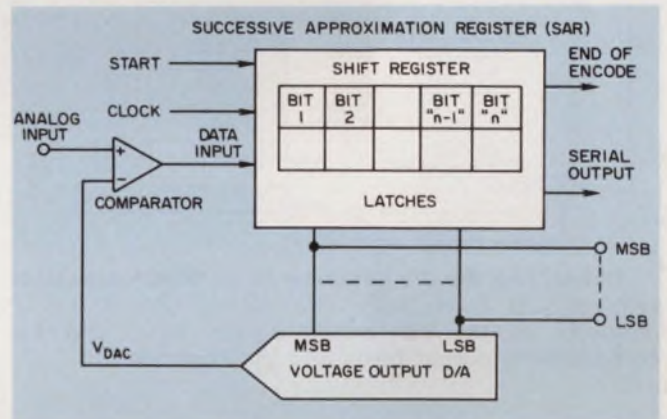 SUCCESSIVE APPROXIMATION REGISTER (SAR)
START
CLOCK
ANALOG
INPUT
DATA
INPUT
+
−
COMPARATOR
SHIFT REGISTER
BIT
1
BIT
2
BIT
"n-1"
BIT
"n"
LATCHES
END OF
ENCODE
SERIAL
OUTPUT
MSB
LSB
MSB LSB
VDAC
VOLTAGE OUTPUT D/A